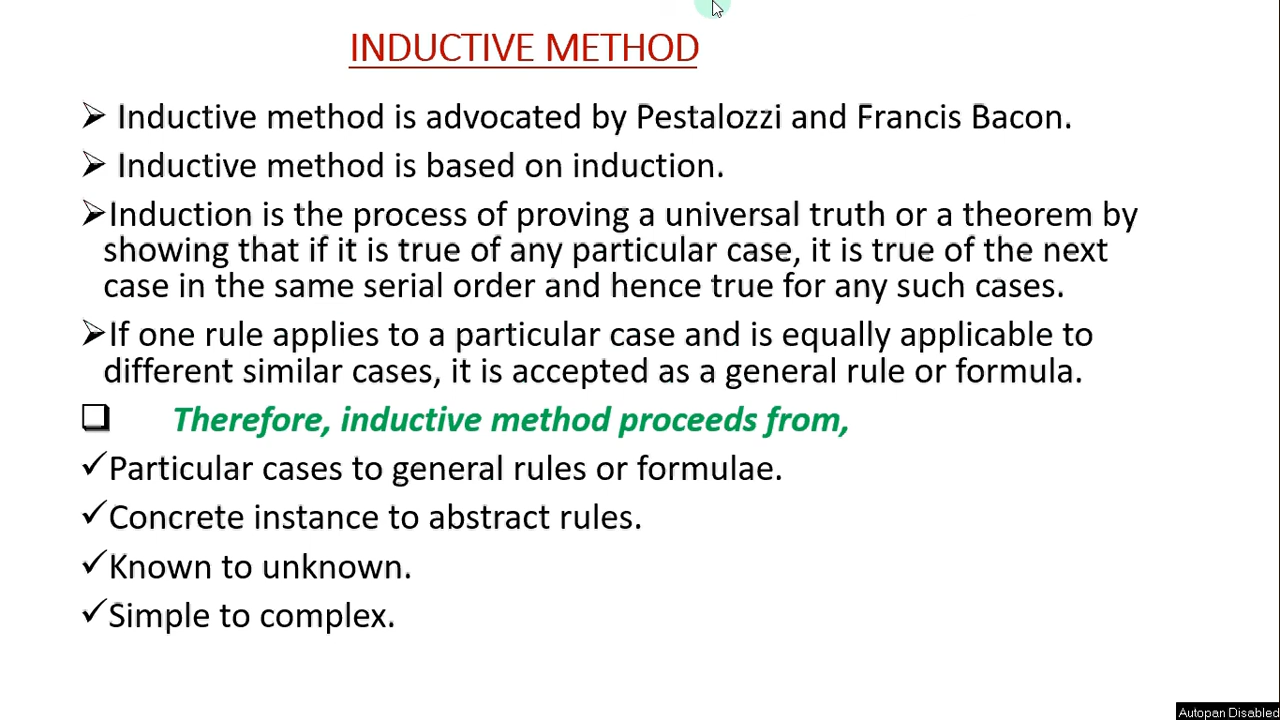 INDUCTIVE METHOD
➢ Inductive method is advocated by Pestalozzi and Francis Bacon.
➢ Inductive method is based on induction.
➢Induction is the process of proving a universal truth or a theorem by
showing that if it is true of any particular case, it is true of the next
case in the same serial order and hence true for any such cases.
➢If one rule applies to a particular case and is equally applicable to
different similar cases, it is accepted as a general rule or formula.
❑ Therefore, inductive method proceeds from,
✓Particular cases to general rules or formulae.
✓Concrete instance to abstract rules.
✓Known to unknown.
✓Simple to complex.
Autopan Disabled